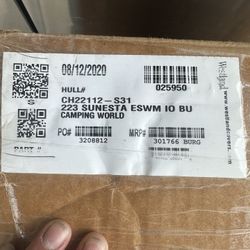 08/12/2020
025950
HULL#
CH22112-S31
223 SUNESTA ESWM IO BU
CAMPING WORLD
PO#
MRP#
3208812
301766 BURG
PART #
Westland
www.westlandcovers.com